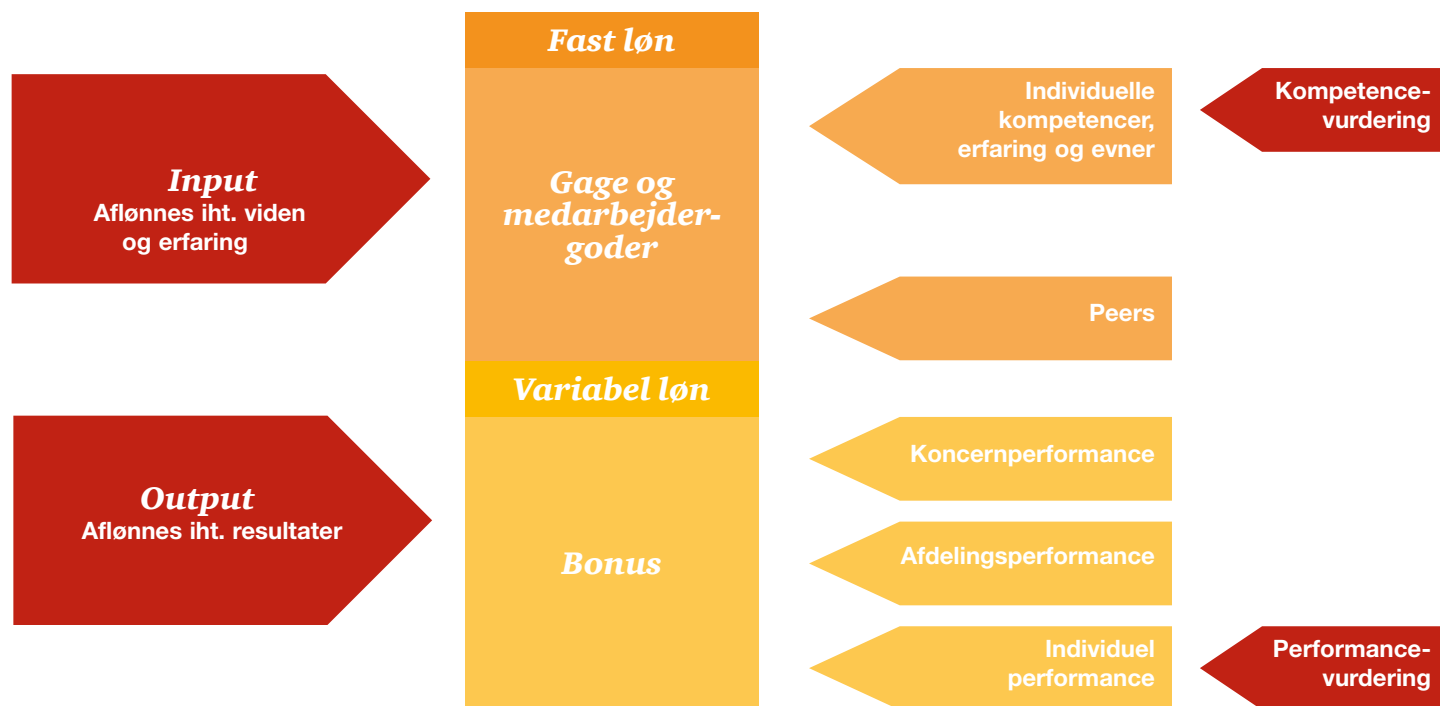 Fast løn
Input
Aflønnes iht. viden
og erfaring
Gage og
medarbejder-
goder
Individuelle
kompetencer,
erfaring og evner
Kompetence-
vurdering
Peers
Variabel løn
Output
Aflønnes iht. resultater
Bonus
Koncernperformance
Afdelingsperformance
Individuel
performance
Performance-
vurdering